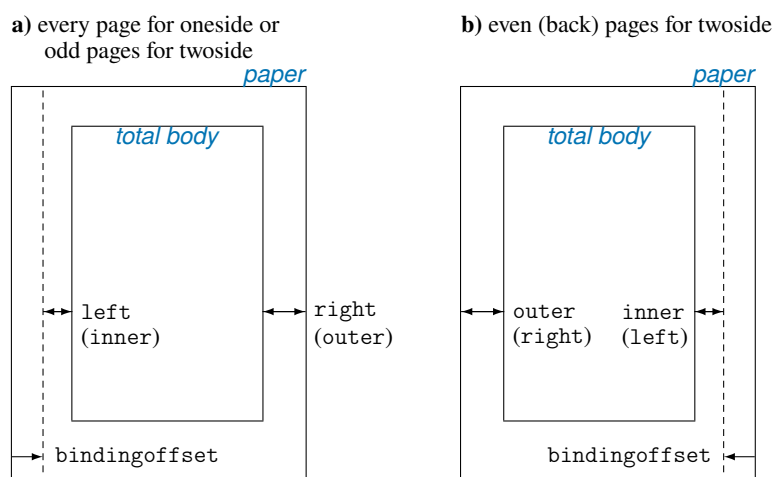 a) every page for oneside or
odd pages for twoside
paper
total body
left
(inner)
right
(outer)
bindingoffset
b) even (back) pages for twoside
paper
total body
outer
(right)
inner
(left)
bindingoffset